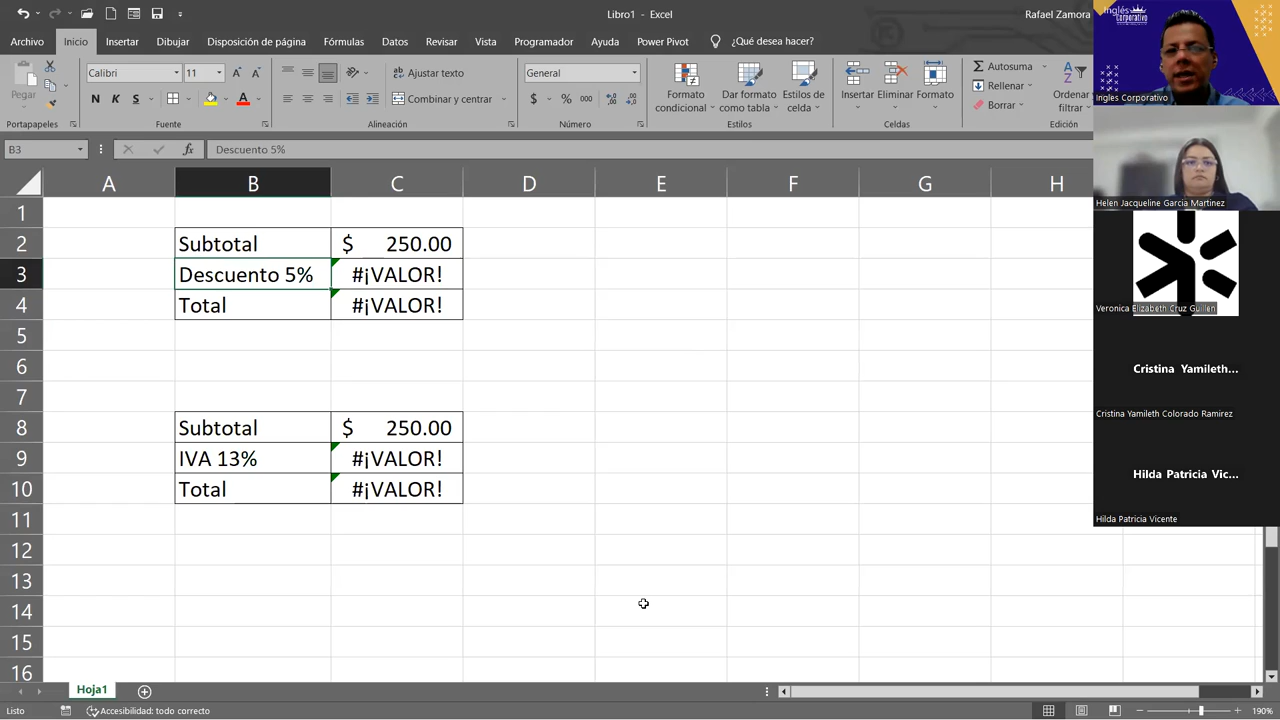 Libro1 - Excel
Rafael Zamora
Archivo Inicio Insertar Dibujar Disposición de página Fórmulas Datos Revisar Vista Programador Ayuda Power Pivot ¿Qué desea hacer?
Pegar
Portapapeles
Calibri 11
N K S
Fuente
Ajustar texto
Combinar y centrar
Alineación
General
$ % 000
Número
Formato condicional
Dar formato como tabla
Estilos de celda
Estilos
Insertar Eliminar Formato
Celdas
Autosuma
Rellenar
Borrar
Ordenar
filtrar
Edición
B3 fx Descuento 5%
A B C D E F G H
1
2 Subtotal $ 250.00
3 Descuento 5% #¡VALOR!
4 Total #¡VALOR!
5
6
7
8 Subtotal $ 250.00
9 IVA 13% #¡VALOR!
10 Total #¡VALOR!
11
12
13
14
15
16
Hoja1
Listo Accesibilidad: todo correcto 190%
Inglés Corporativo
Ingles Corporativo
Helen Jacqueline Garcia Martinez
Veronica Elizabeth Cruz Guillen
Cristina Yamileth...
Cristina Yamileth Colorado Ramirez
Hilda Patricia Vic...
Hilda Patricia Vicente